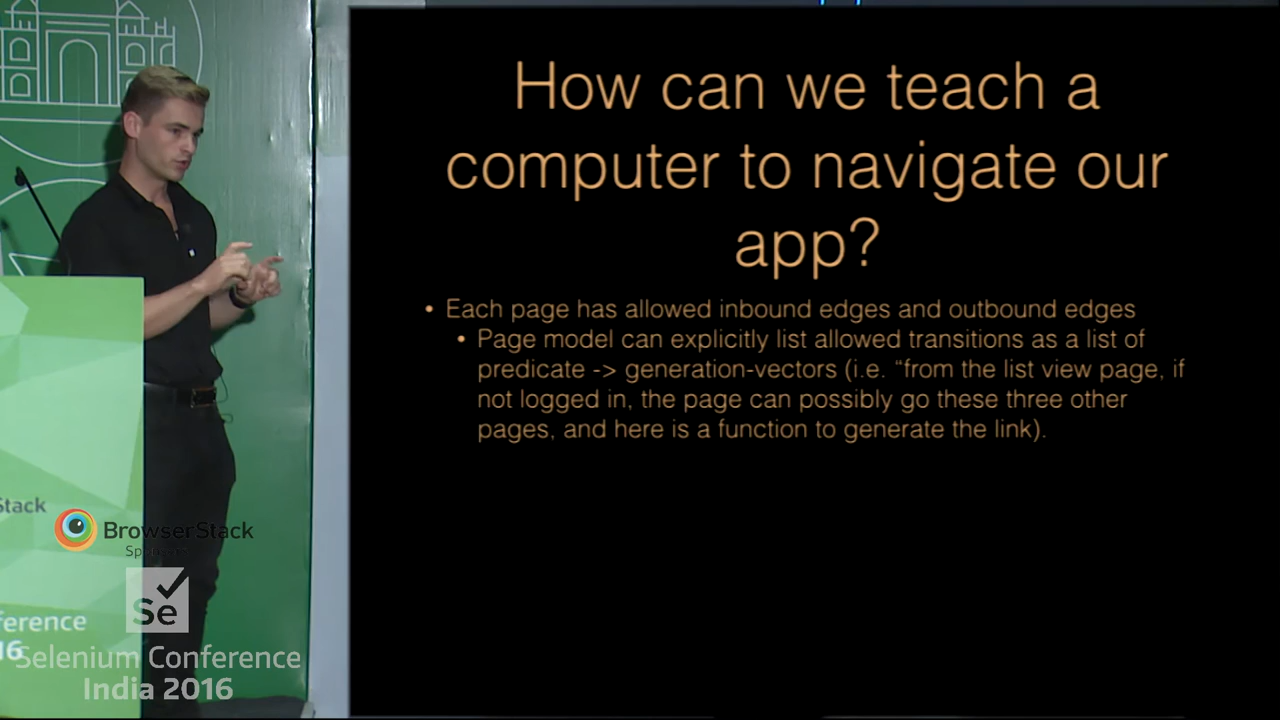 How can we teach a
computer to navigate our
app?
• Each page has allowed inbound edges and outbound edges
• Page model can explicitly list allowed transitions as a list of
predicate -> generation-vectors (i.e. “from the list view page, if
not logged in, the page can possibly go these three other
pages, and here is a function to generate the link).
Stack
BrowserStack
Se
ference
16
Selenium Conference
India 2016